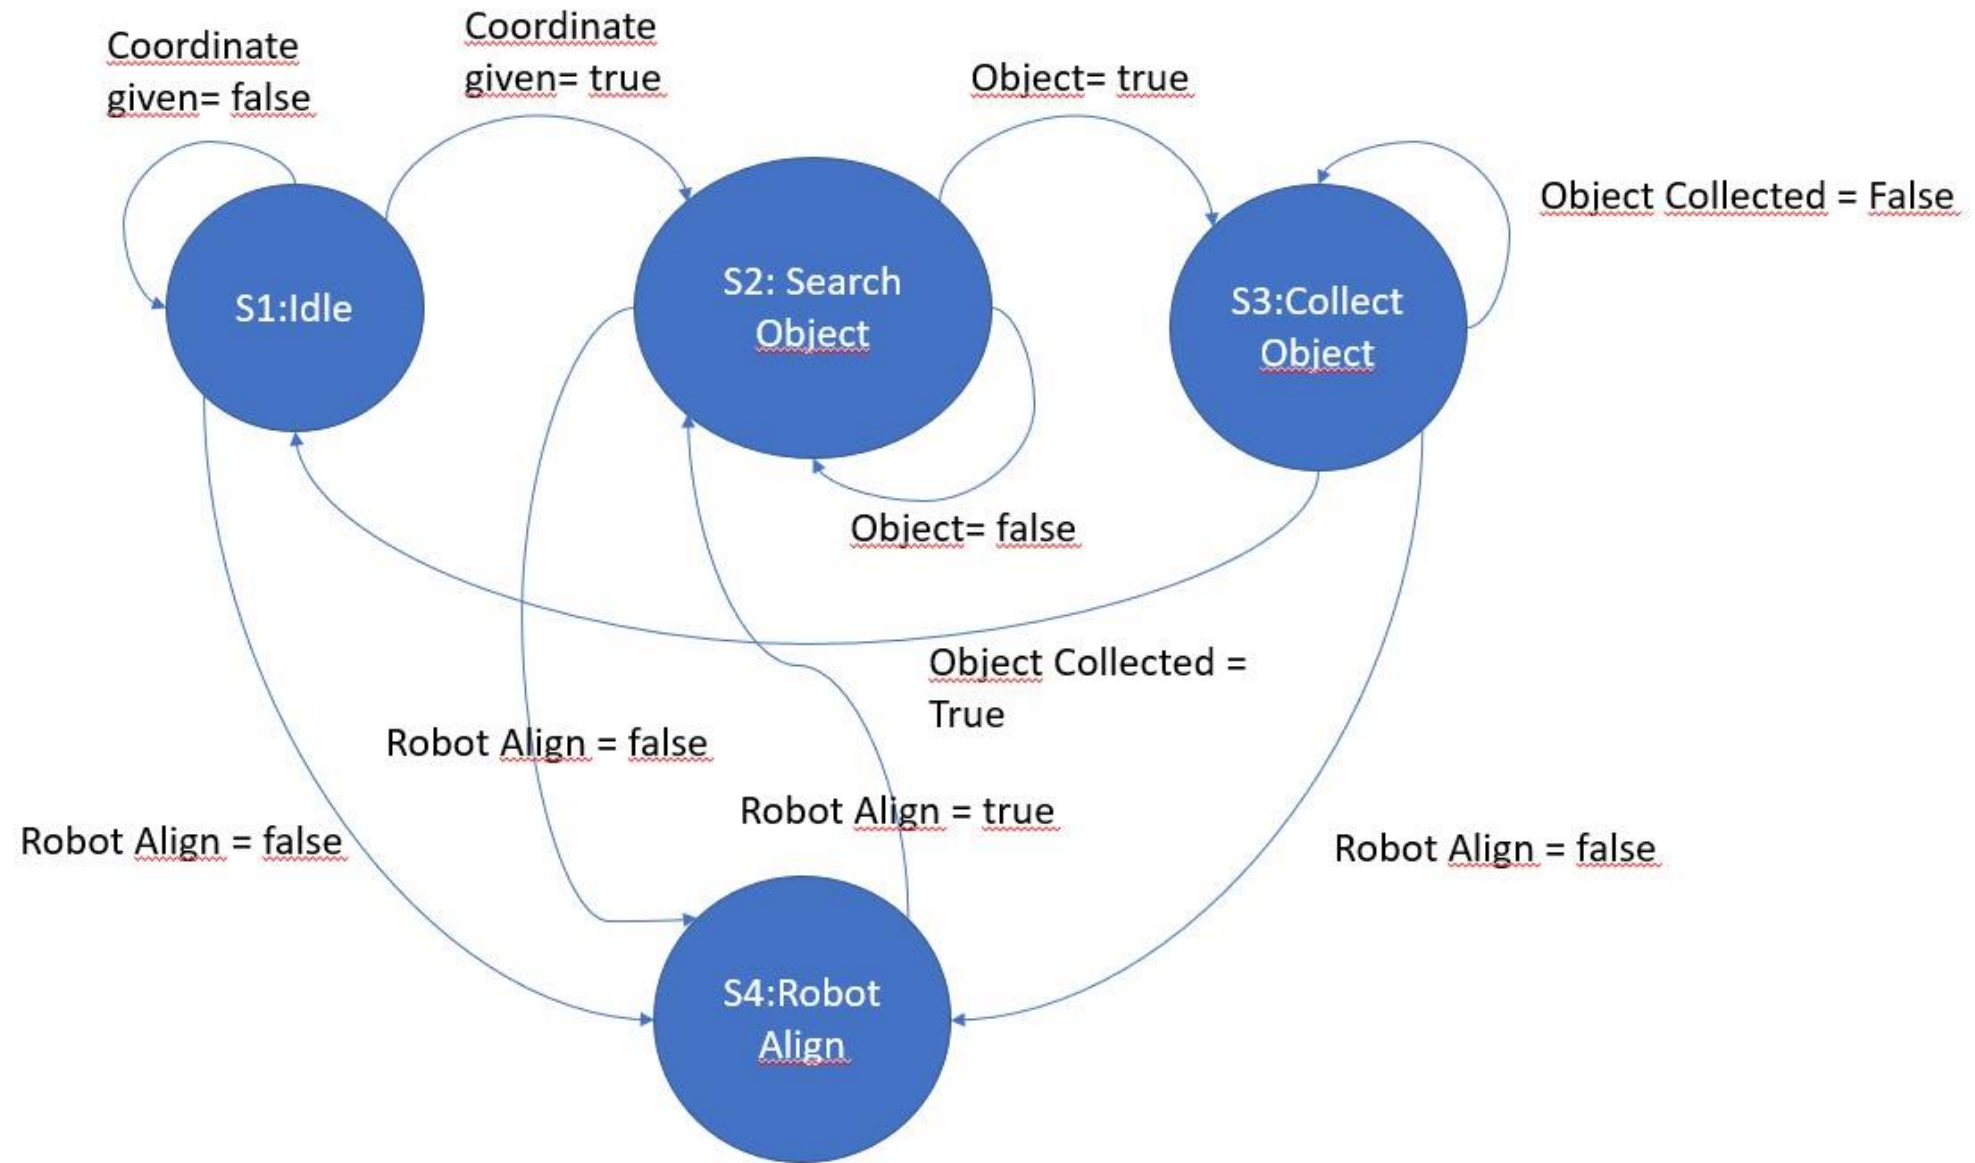 Coordinate
given= false
Coordinate
given= true
Object= true
Object Collected = False
S1:Idle
S2: Search
Object
S3:Collect
Object
Object= false
Object Collected =
True
Robot Align = false
Robot Align = true
Robot Align = false
Robot Align = false
S4:Robot
Align